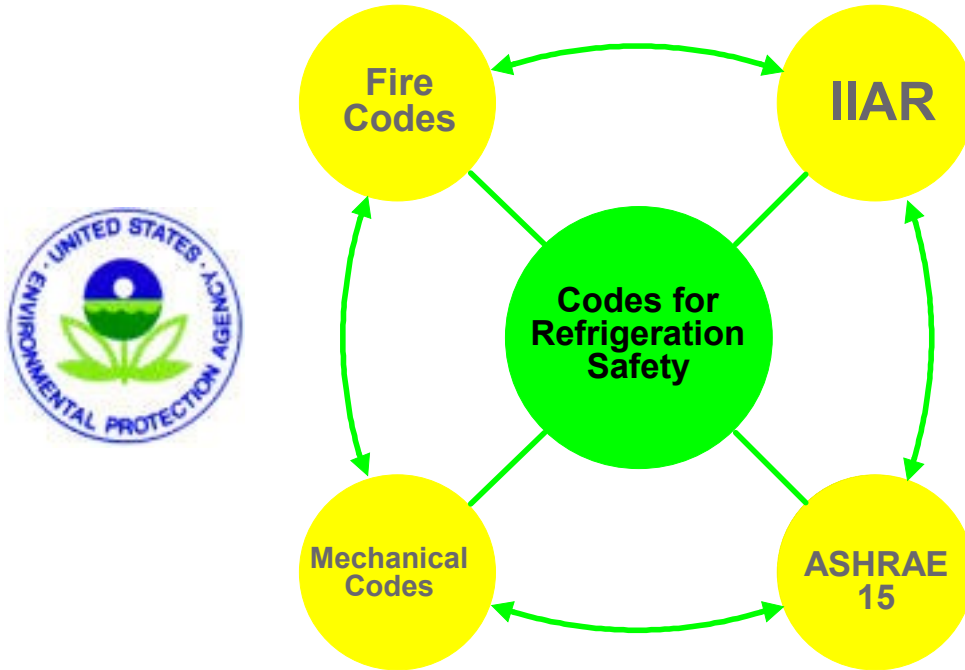 Fire
Codes
IIAR
UNITED STATES
ENVIRONMENTAL PROTECTION AGENCY
Codes for
Refrigeration
Safety
Mechanical
Codes
ASHRAE
15